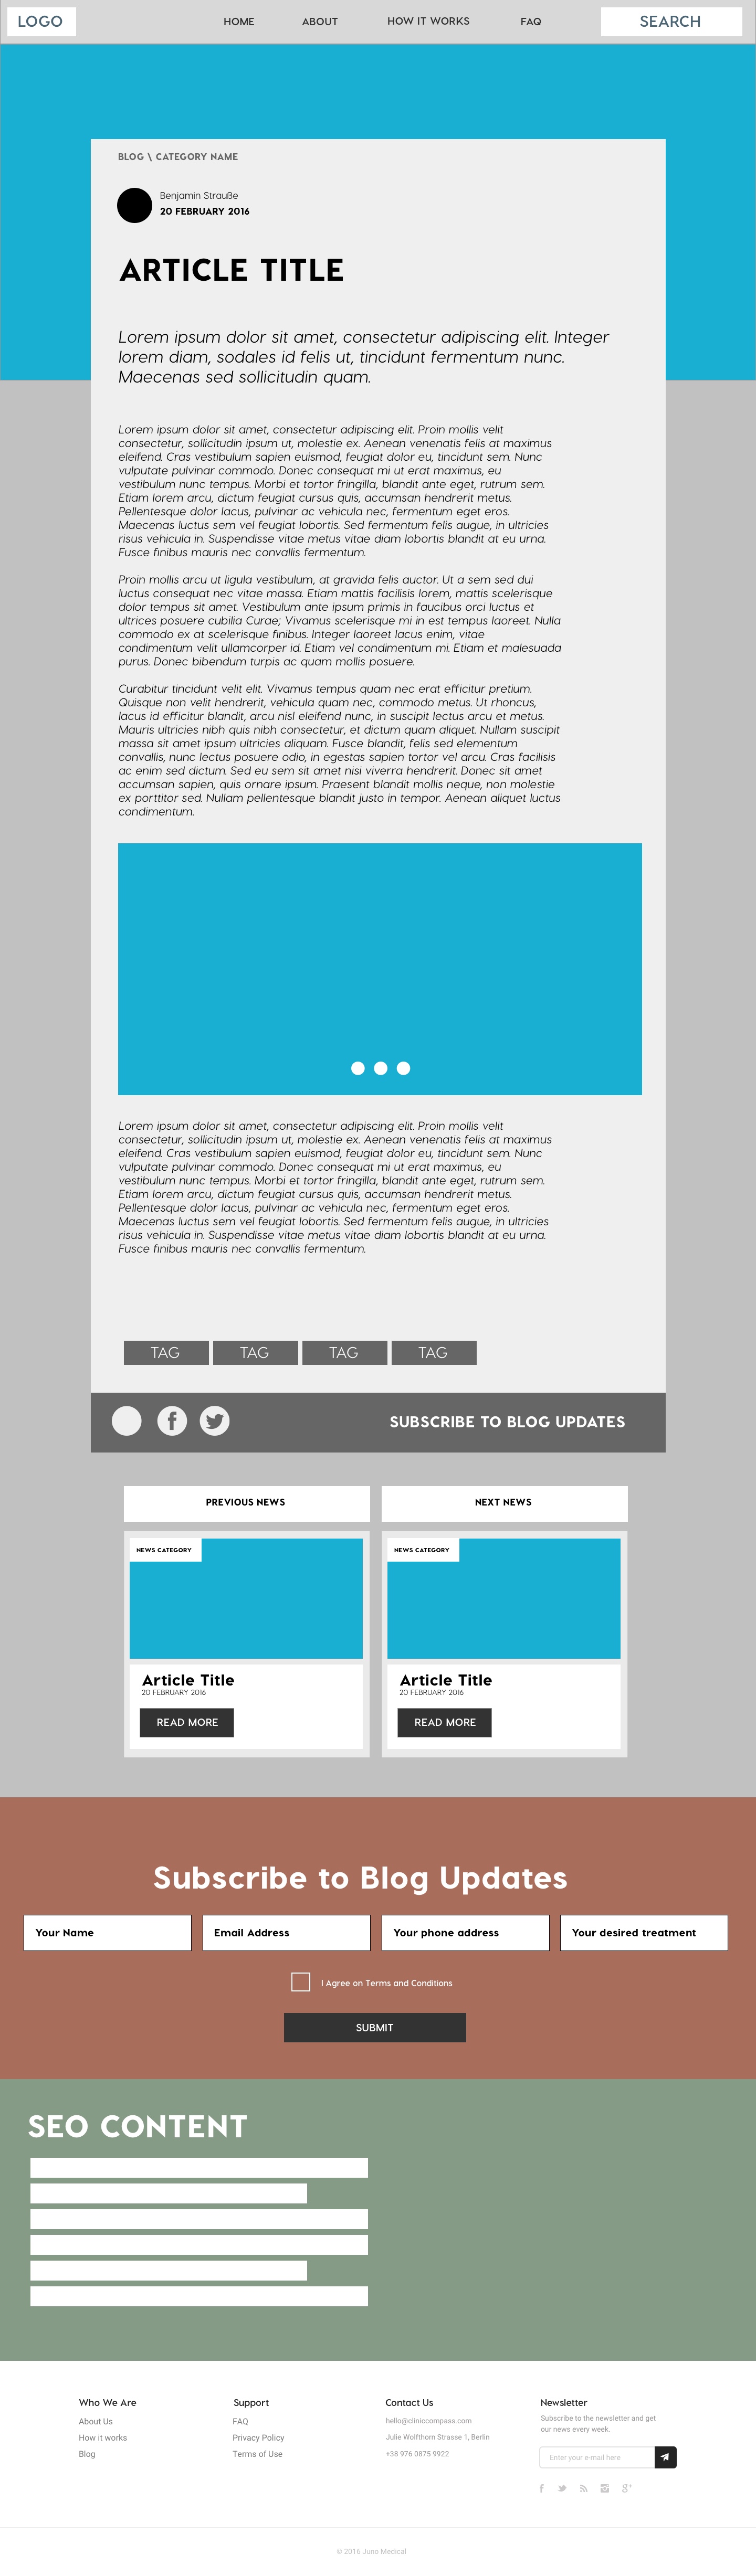 LOGO
HOME
ABOUT
HOW IT WORKS
FAQ
SEARCH
BLOG \ CATEGORY NAME
Benjamin Strauße
20 FEBRUARY 2016
ARTICLE TITLE
Lorem ipsum dolor sit amet, consectetur adipiscing elit. Integer
lorem diam, sodales id felis ut, tincidunt fermentum nunc.
Maecenas sed sollicitudin quam.
Lorem ipsum dolor sit amet, consectetur adipiscing elit. Proin mollis velit
consectetur, sollicitudin ipsum ut, molestie ex. Aenean venenatis felis at maximus
eleifend. Cras vestibulum sapien euismod, feugiat dolor eu, tincidunt sem. Nunc
vulputate pulvinar commodo. Donec consequat mi ut erat maximus, eu
vestibulum nunc tempus. Morbi et tortor fringilla, blandit ante eget, rutrum sem.
Etiam lorem arcu, dictum feugiat cursus quis, accumsan hendrerit metus.
Pellentesque dolor lacus, pulvinar ac vehicula nec, fermentum eget eros.
Maecenas luctus sem vel feugiat lobortis. Sed fermentum felis augue, in ultricies
risus vehicula in. Suspendisse vitae metus vitae diam lobortis blandit at eu urna.
Fusce finibus mauris nec convallis fermentum.
Proin mollis arcu ut ligula vestibulum, at gravida felis auctor. Ut a sem sed dui
luctus consequat nec vitae massa. Etiam mattis facilisis lorem, mattis scelerisque
dolor tempus sit amet. Vestibulum ante ipsum primis in faucibus orci luctus et
ultrices posuere cubilia Curae; Vivamus scelerisque mi in est tempus laoreet. Nulla
commodo ex at scelerisque finibus. Integer laoreet lacus enim, vitae
condimentum velit ullamcorper id. Etiam vel condimentum mi. Etiam et malesuada
purus. Donec bibendum turpis ac quam mollis posuere.
Curabitur tincidunt velit elit. Vivamus tempus quam nec erat efficitur pretium.
Quisque non velit hendrerit, vehicula quam nec, commodo metus. Ut rhoncus,
lacus id efficitur blandit, arcu nisl eleifend nunc, in suscipit lectus arcu et metus.
Mauris ultricies nibh quis nibh consectetur, et dictum quam aliquet. Nullam suscipit
massa sit amet ipsum ultricies aliquam. Fusce blandit, felis sed elementum
convallis, nunc lectus posuere odio, in egestas sapien tortor vel arcu. Cras facilisis
ac enim sed dictum. Sed eu sem sit amet nisi viverra hendrerit. Donec sit amet
accumsan sapien, quis ornare ipsum. Praesent blandit mollis neque, non molestie
ex porttitor sed. Nullam pellentesque blandit justo in tempor. Aenean aliquet luctus
condimentum.
Lorem ipsum dolor sit amet, consectetur adipiscing elit. Proin mollis velit
consectetur, sollicitudin ipsum ut, molestie ex. Aenean venenatis felis at maximus
eleifend. Cras vestibulum sapien euismod, feugiat dolor eu, tincidunt sem. Nunc
vulputate pulvinar commodo. Donec consequat mi ut erat maximus, eu
vestibulum nunc tempus. Morbi et tortor fringilla, blandit ante eget, rutrum sem.
Etiam lorem arcu, dictum feugiat cursus quis, accumsan hendrerit metus.
Pellentesque dolor lacus, pulvinar ac vehicula nec, fermentum eget eros.
Maecenas luctus sem vel feugiat lobortis. Sed fermentum felis augue, in ultricies
risus vehicula in. Suspendisse vitae metus vitae diam lobortis blandit at eu urna.
Fusce finibus mauris nec convallis fermentum.
TAG
TAG
TAG
TAG
SUBSCRIBE TO BLOG UPDATES
PREVIOUS NEWS
NEXT NEWS
NEWS CATEGORY
NEWS CATEGORY
Article Title
20 FEBRUARY 2016
READ MORE
Article Title
20 FEBRUARY 2016
READ MORE
Subscribe to Blog Updates
Your Name
Email Address
Your phone address
Your desired treatment
I Agree on Terms and Conditions
SUBMIT
SEO CONTENT
Who We Are
About Us
How it works
Blog
Support
FAQ
Privacy Policy
Terms of Use
Contact Us
hello@cliniccompass.com
Julie Wolfthorn Strasse 1, Berlin
+38 976 0875 9922
Newsletter
Subscribe to the newsletter and get
our news every week.
Enter your e-mail here
© 2016 Juno Medical